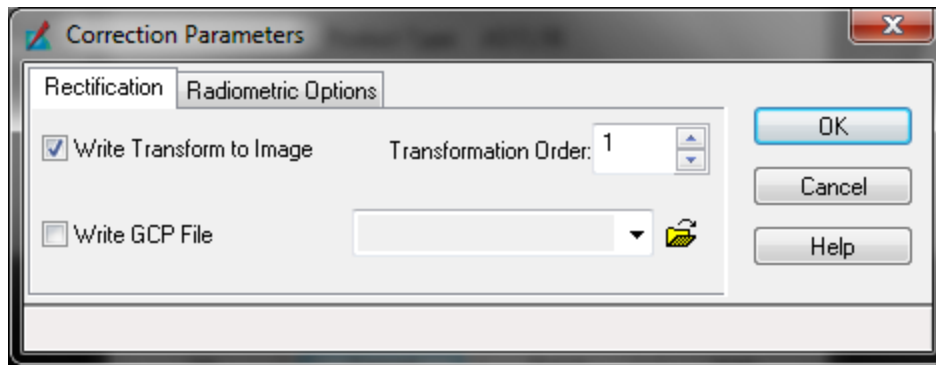 Correction Parameters
Rectification Radiometric Options
Write Transform to Image Transformation Order: 1
Write GCP File
OK
Cancel
Help